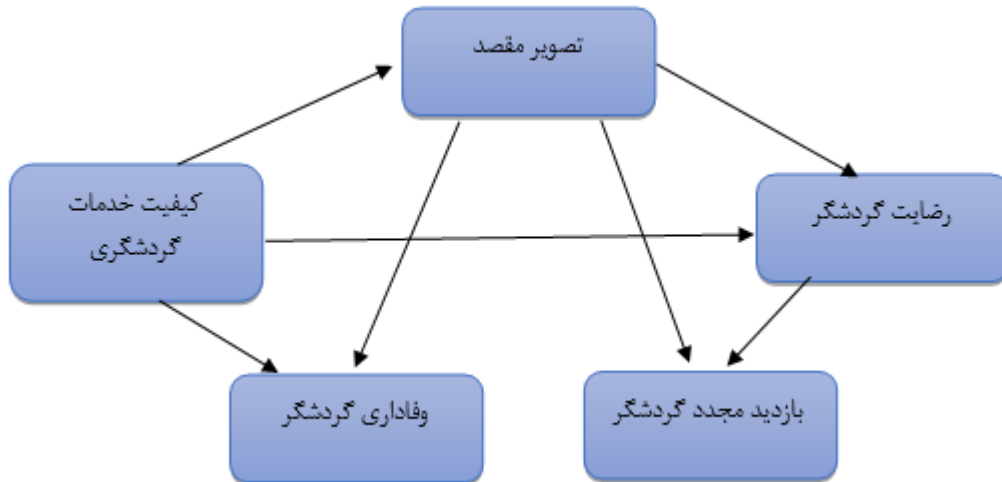 تصویر مقصد
کیفیت خدمات
گردشگری
رضایت گردشگر
وفاداری گردشگر
بازدید مجدد گردشگر